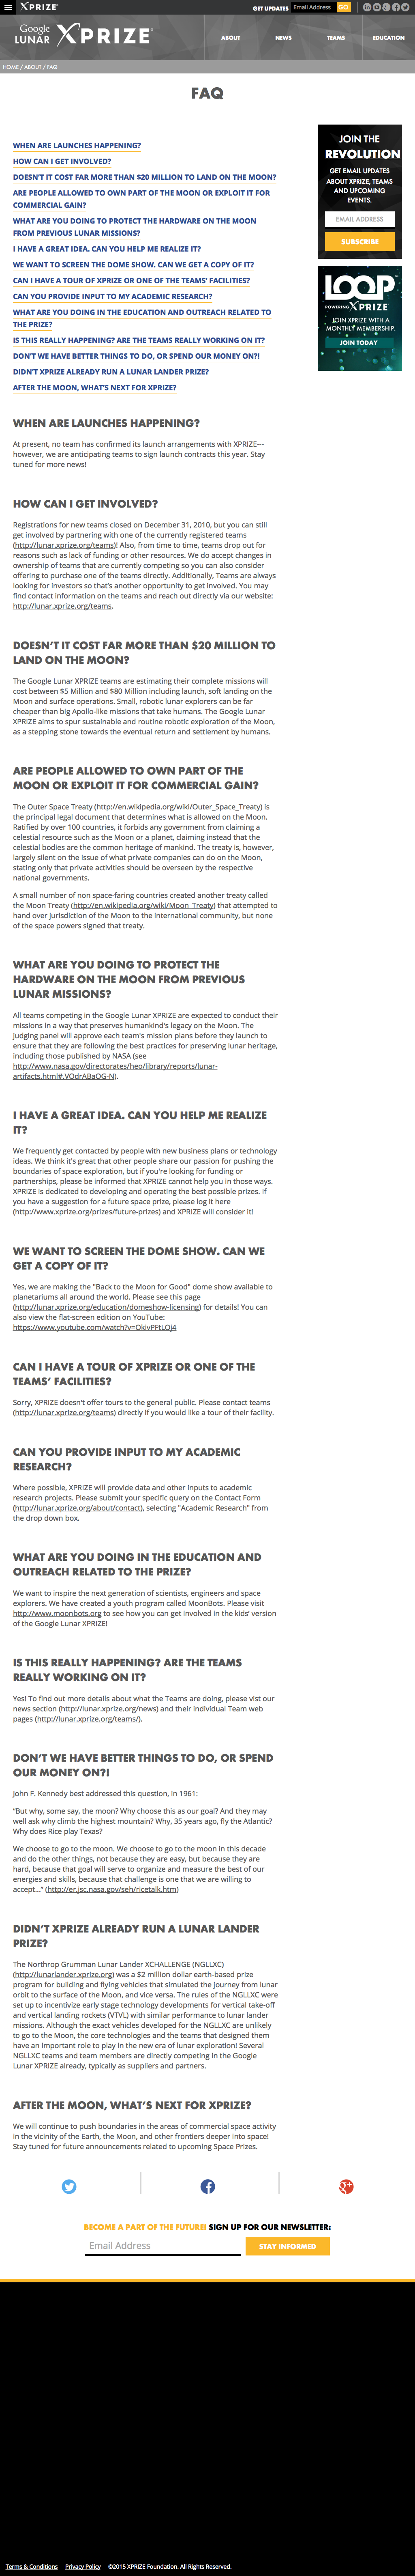 XPRIZE
GET UPDATES Email Address GO
Google LUNAR XPRIZE
ABOUT NEWS TEAMS EDUCATION
HOME / ABOUT / FAQ
FAQ
WHEN ARE LAUNCHES HAPPENING?
HOW CAN I GET INVOLVED?
DOESN'T IT COST FAR MORE THAN $20 MILLION TO LAND ON THE MOON?
ARE PEOPLE ALLOWED TO OWN PART OF THE MOON OR EXPLOIT IT FOR
COMMERCIAL GAIN?
WHAT ARE YOU DOING TO PROTECT THE HARDWARE ON THE MOON
FROM PREVIOUS LUNAR MISSIONS?
I HAVE A GREAT IDEA. CAN YOU HELP ME REALIZE IT?
WE WANT TO SCREEN THE DOME SHOW. CAN WE GET A COPY OF IT?
CAN I HAVE A TOUR OF XPRIZE OR ONE OF THE TEAMS' FACILITIES?
CAN YOU PROVIDE INPUT TO MY ACADEMIC RESEARCH?
WHAT ARE YOU DOING IN THE EDUCATION AND OUTREACH RELATED TO
THE PRIZE?
IS THIS REALLY HAPPENING? ARE THE TEAMS REALLY WORKING ON IT?
DON'T WE HAVE BETTER THINGS TO DO, OR SPEND OUR MONEY ON?!
DIDN'T XPRIZE ALREADY RUN A LUNAR LANDER PRIZE?
AFTER THE MOON, WHAT'S NEXT FOR XPRIZE?
JOIN THE
REVOLUTION
GET EMAIL UPDATES
ABOUT XPRIZE, TEAMS
AND UPCOMING
EVENTS.
EMAIL ADDRESS
SUBSCRIBE
LOOP
POWERING XPRIZE
JOIN XPRIZE WITH A
MONTHLY MEMBERSHIP.
JOIN TODAY
WHEN ARE LAUNCHES HAPPENING?
At present, no team has confirmed its launch arrangements with XPRIZE---
however, we are anticipating teams to sign launch contracts this year. Stay
tuned for more news!
HOW CAN I GET INVOLVED?
Registrations for new teams closed on December 31, 2010, but you can still
get involved by partnering with one of the currently registered teams
(http://lunar.xprize.org/teams)! Also, from time to time, teams drop out for
reasons such as lack of funding or other resources. We do accept changes in
ownership of teams that are currently competing so you can also consider
offering to purchase one of the teams directly. Additionally, Teams are always
looking for investors so that's another opportunity to get involved. You may
find contact information on the teams and reach out directly via our website:
http://lunar.xprize.org/teams.
DOESN'T IT COST FAR MORE THAN $20 MILLION TO
LAND ON THE MOON?
The Google Lunar XPRIZE teams are estimating their complete missions will
cost between $5 Million and $80 Million including launch, soft landing on the
Moon and surface operations. Small, robotic lunar explorers can be far
cheaper than big Apollo-like missions that take humans. The Google Lunar
XPRIZE aims to spur sustainable and routine robotic exploration of the Moon,
as a stepping stone towards the eventual return and settlement by humans.
ARE PEOPLE ALLOWED TO OWN PART OF THE
MOON OR EXPLOIT IT FOR COMMERCIAL GAIN?
The Outer Space Treaty (http://en.wikipedia.org/wiki/Outer_Space_Treaty) is
the principal legal document that determines what is allowed on the Moon.
Ratified by over 100 countries, it forbids any government from claiming a
celestial resource such as the Moon or a planet, claiming instead that the
celestial bodies are the common heritage of mankind. The treaty is, however,
largely silent on the issue of what private companies can do on the Moon,
stating only that private activities should be overseen by the respective
national governments.
A small number of non space-faring countries created another treaty called
the Moon Treaty (http://en.wikipedia.org/wiki/Moon_Treaty) that attempted to
hand over jurisdiction of the Moon to the international community, but none
of the space powers signed that treaty.
WHAT ARE YOU DOING TO PROTECT THE
HARDWARE ON THE MOON FROM PREVIOUS
LUNAR MISSIONS?
All teams competing in the Google Lunar XPRIZE are expected to conduct their
missions in a way that preserves humankind's legacy on the Moon. The
judging panel will approve each team's mission plans before they launch to
ensure that they are following the best practices for preserving lunar heritage,
including those published by NASA (see
http://www.nasa.gov/directorates/heo/library/reports/lunar-
artifacts.html#.VQdrABaOG-N).
I HAVE A GREAT IDEA. CAN YOU HELP ME REALIZE
IT?
We frequently get contacted by people with new business plans or technology
ideas. We think it's great that other people share our passion for pushing the
boundaries of space exploration, but if you're looking for funding or
partnerships, please be informed that XPRIZE cannot help you in those ways.
XPRIZE is dedicated to developing and operating the best possible prizes. If
you have a suggestion for a future space prize, please log it here
(http://www.xprize.org/prizes/future-prizes) and XPRIZE will consider it!
WE WANT TO SCREEN THE DOME SHOW. CAN WE
GET A COPY OF IT?
Yes, we are making the "Back to the Moon for Good" dome show available to
planetariums all around the world. Please see this page
(http://lunar.xprize.org/education/domeshow-licensing) for details! You can
also view the flat-screen edition on YouTube:
https://www.youtube.com/watch?v=OkivPFtLOj4
CAN I HAVE A TOUR OF XPRIZE OR ONE OF THE
TEAMS' FACILITIES?
Sorry, XPRIZE doesn't offer tours to the general public. Please contact teams
(http://lunar.xprize.org/teams) directly if you would like a tour of their facility.
CAN YOU PROVIDE INPUT TO MY ACADEMIC
RESEARCH?
Where possible, XPRIZE will provide data and other inputs to academic
research projects. Please submit your specific query on the Contact Form
(http://lunar.xprize.org/about/contact), selecting "Academic Research" from
the drop down box.
WHAT ARE YOU DOING IN THE EDUCATION AND
OUTREACH RELATED TO THE PRIZE?
We want to inspire the next generation of scientists, engineers and space
explorers. We have created a youth program called MoonBots. Please visit
http://www.moonbots.org to see how you can get involved in the kids' version
of the Google Lunar XPRIZE!
IS THIS REALLY HAPPENING? ARE THE TEAMS
REALLY WORKING ON IT?
Yes! To find out more details about what the Teams are doing, please vist our
news section (http://lunar.xprize.org/news) and their individual Team web
pages (http://lunar.xprize.org/teams/).
DON'T WE HAVE BETTER THINGS TO DO, OR SPEND
OUR MONEY ON?!
John F. Kennedy best addressed this question, in 1961:
"But why, some say, the moon? Why choose this as our goal? And they may
well ask why climb the highest mountain? Why, 35 years ago, fly the Atlantic?
Why does Rice play Texas?
We choose to go to the moon. We choose to go to the moon in this decade
and do the other things, not because they are easy, but because they are
hard, because that goal will serve to organize and measure the best of our
energies and skills, because that challenge is one that we are willing to
accept..." (http://er.jsc.nasa.gov/seh/ricetalk.htm)
DIDN'T XPRIZE ALREADY RUN A LUNAR LANDER
PRIZE?
The Northrop Grumman Lunar Lander XCHALLENGE (NGLLXC)
(http://lunarlander.xprize.org) was a $2 million dollar earth-based prize
program for building and flying vehicles that simulated the journey from lunar
orbit to the surface of the Moon, and vice versa. The rules of the NGLLXC were
set up to incentivize early stage technology developments for vertical take-off
and vertical landing rockets (VTVL) with similar performance to lunar lander
missions. Although the exact vehicles developed for the NGLLXC are unlikely
to go to the Moon, the core technologies and the teams that designed them
have an important role to play in the new era of lunar exploration! Several
NGLLXC teams and team members are directly competing in the Google
Lunar XPRIZE already, typically as suppliers and partners.
AFTER THE MOON, WHAT'S NEXT FOR XPRIZE?
We will continue to push boundaries in the areas of commercial space activity
in the vicinity of the Earth, the Moon, and other frontiers deeper into space!
Stay tuned for future announcements related to upcoming Space Prizes.
BECOME A PART OF THE FUTURE! SIGN UP FOR OUR NEWSLETTER:
Email Address STAY INFORMED
Terms & Conditions | Privacy Policy | ©2015 XPRIZE Foundation. All Rights Reserved.